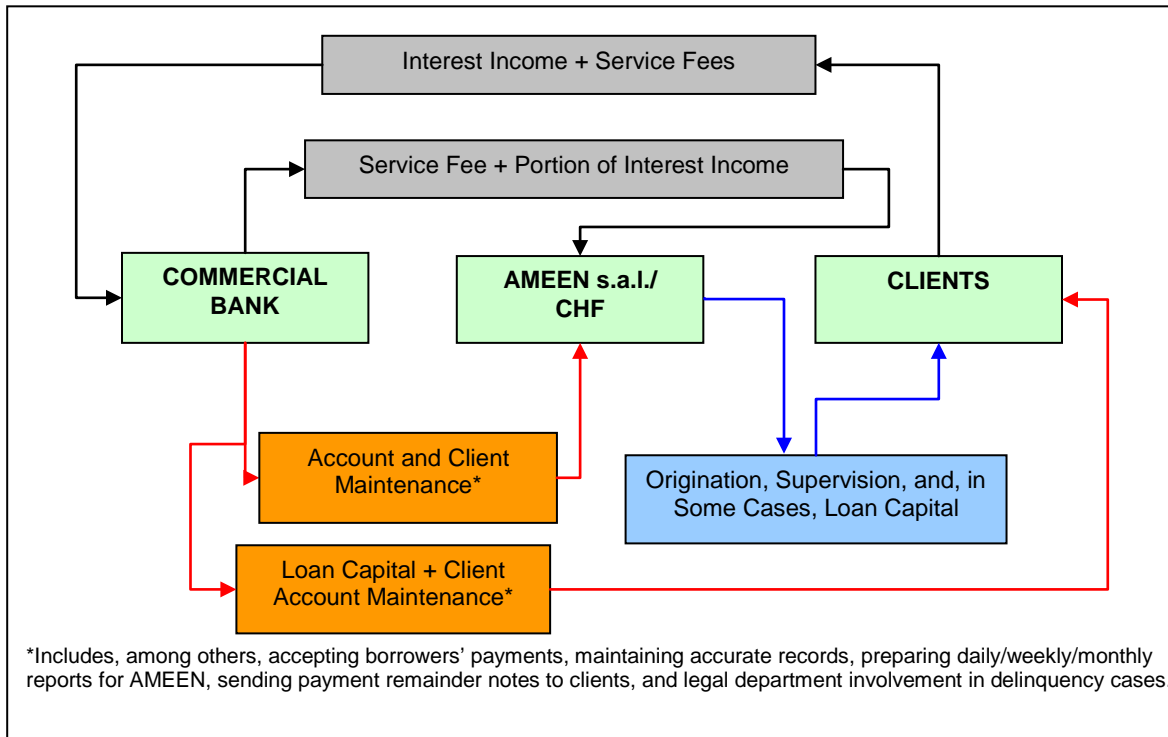 Interest Income + Service Fees
Service Fee + Portion of Interest Income
COMMERCIAL
BANK
AMEEN s.a.l./
CHF
CLIENTS
Account and Client
Maintenance*
Origination, Supervision, and, in
Some Cases, Loan Capital
Loan Capital + Client
Account Maintenance*
*Includes, among others, accepting borrowers’ payments, maintaining accurate records, preparing daily/weekly/monthly
reports for AMEEN, sending payment remainder notes to clients, and legal department involvement in delinquency cases.